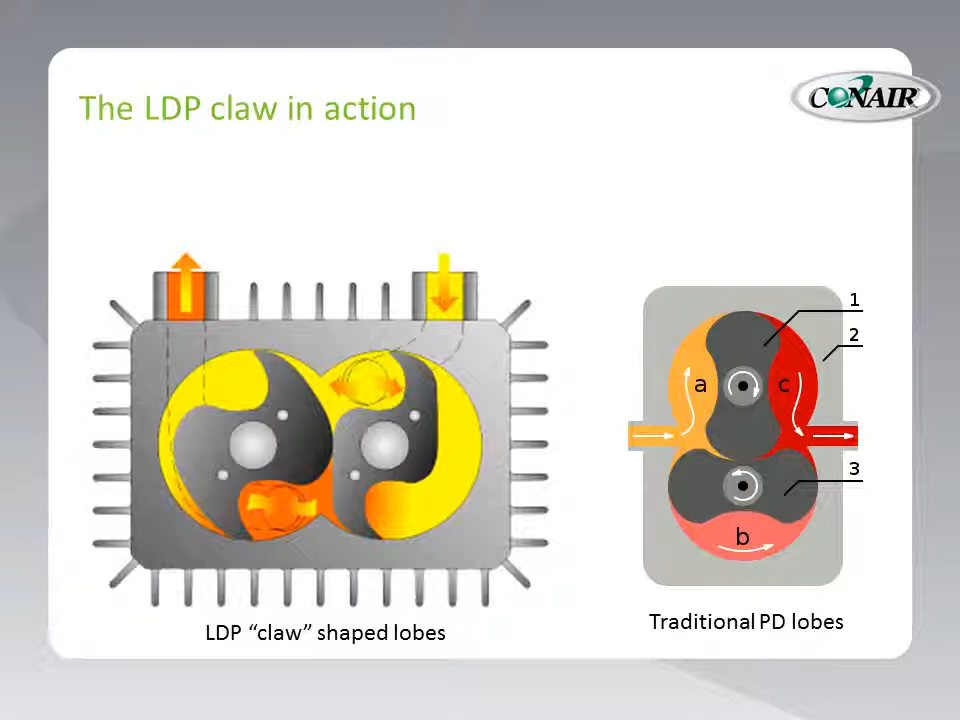 The LDP claw in action
CONAIR
1
2
a
c
3
b
LDP “claw” shaped lobes
Traditional PD lobes